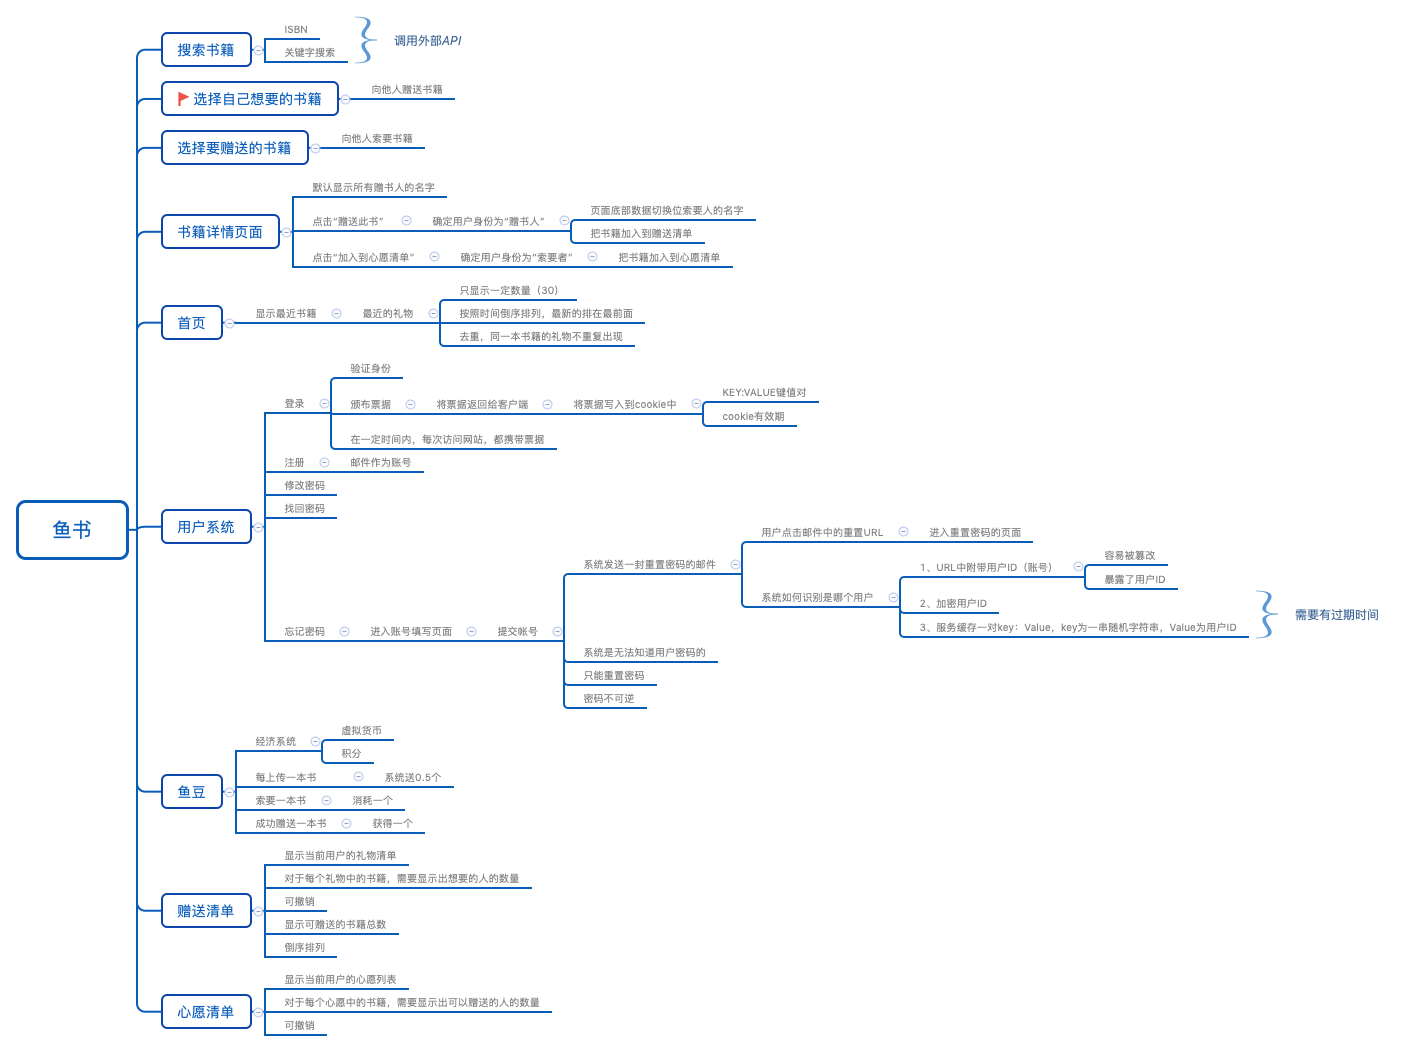 鱼书
搜索书籍
ISBN
关键字搜索
调用外部API
选择自己想要的书籍
向他人赠送书籍
选择要赠送的书籍
向他人索要书籍
书籍详情页面
默认显示所有赠书人的名字
点击“赠送此书”
确定用户身份为“赠书人”
页面底部数据切换位索要人的名字
把书籍加入到赠送清单
点击“加入到心愿清单”
确定用户身份为“索要者”
把书籍加入到心愿清单
首页
显示最近书籍
最近的礼物
只显示一定数量（30）
按照时间倒序排列，最新的排在最前面
去重，同一本书籍的礼物不重复出现
用户系统
登录
验证身份
颁布票据
将票据返回给客户端
将票据写入到cookie中
KEY:VALUE键值对
cookie有效期
在一定时间内，每次访问网站，都携带票据
注册
邮件作为账号
修改密码
找回密码
忘记密码
进入账号填写页面
提交帐号
系统发送一封重置密码的邮件
用户点击邮件中的重置URL
进入重置密码的页面
系统如何识别是哪个用户
1、URL中附带用户ID（账号）
容易被篡改
暴露了用户ID
2、加密用户ID
3、服务缓存一对key：Value，key为一串随机字符串，Value为用户ID
需要有过期时间
系统是无法知道用户密码的
只能重置密码
密码不可逆
鱼豆
经济系统
虚拟货币
积分
每上传一本书
系统送0.5个
索要一本书
消耗一个
成功赠送一本书
获得一个
赠送清单
显示当前用户的礼物清单
对于每个礼物中的书籍，需要显示出想要的人的数量
可撤销
显示可赠送的书籍总数
倒序排列
心愿清单
显示当前用户的心愿列表
对于每个心愿中的书籍，需要显示出可以赠送的人的数量
可撤销